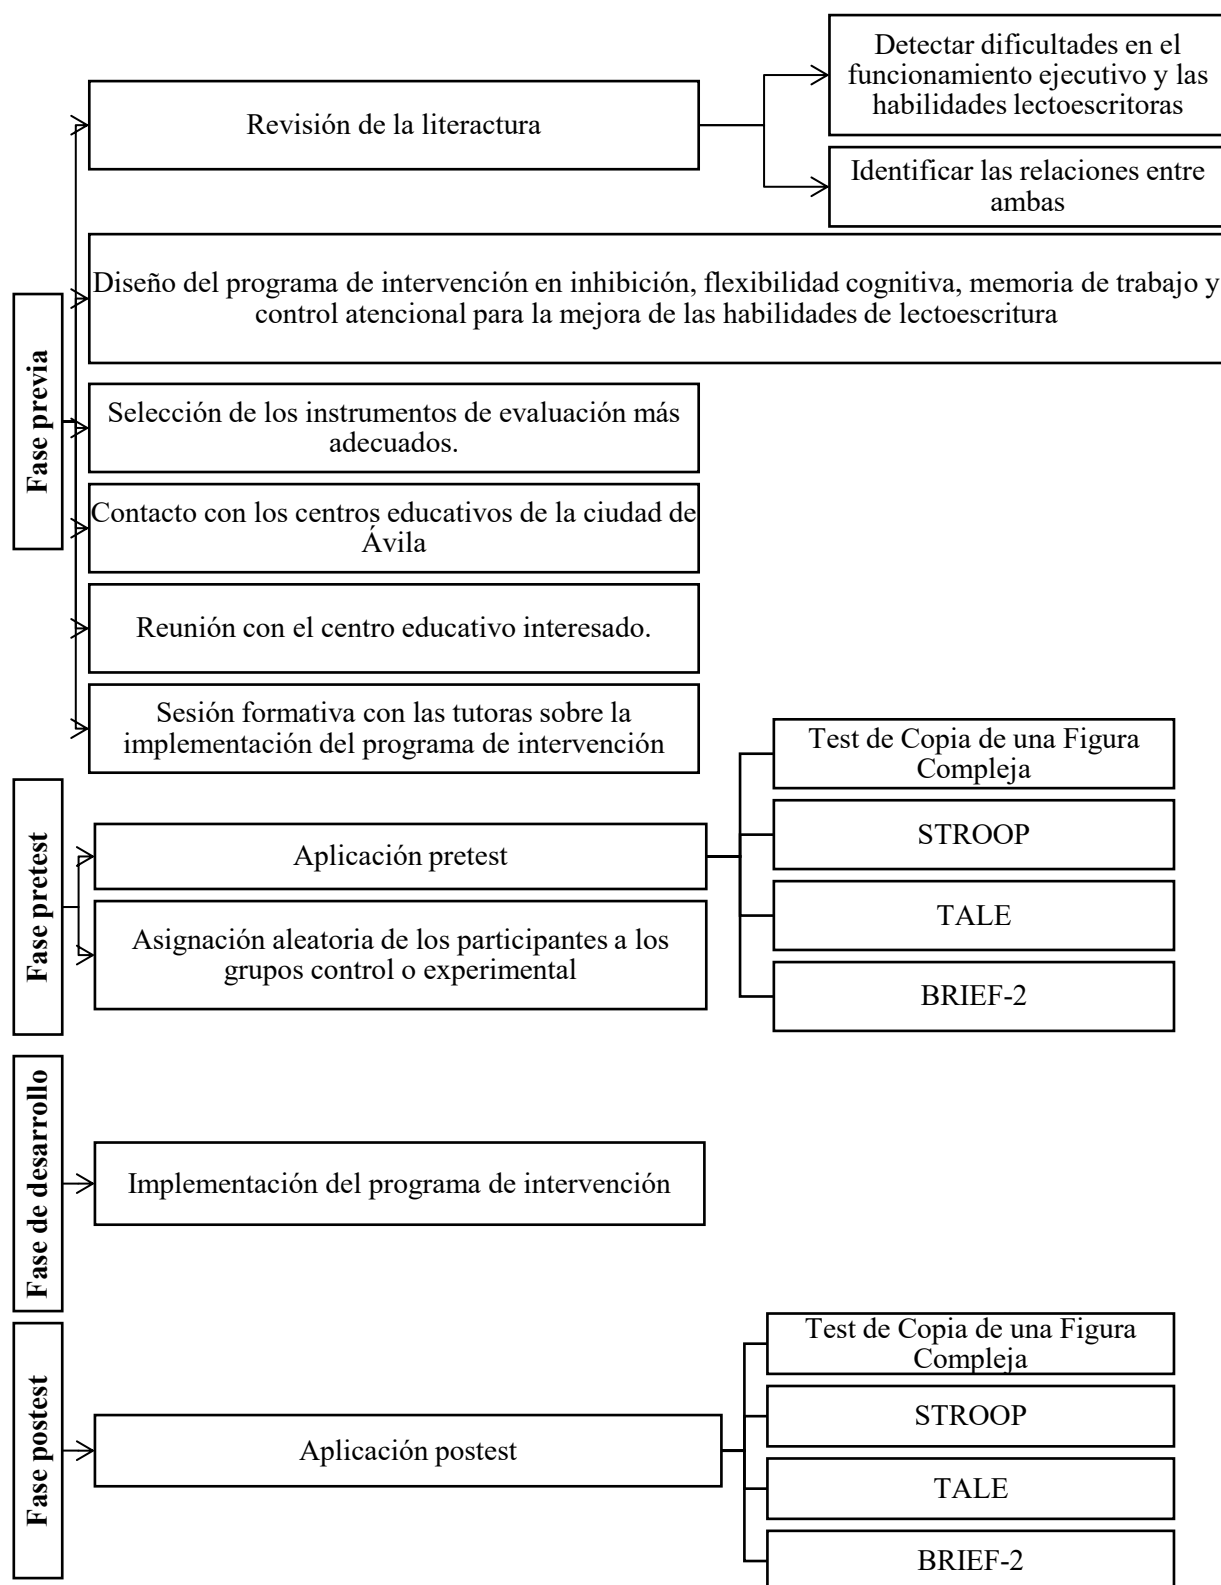 Fase previa
Revisión de la literactura
Detectar dificultades en el
funcionamiento ejecutivo y las
habilidades lectoescritoras
Identificar las relaciones entre
ambas
Diseño del programa de intervención en inhibición, flexibilidad cognitiva, memoria de trabajo y
control atencional para la mejora de las habilidades de lectoescritura
Selección de los instrumentos de evaluación más
adecuados.
Contacto con los centros educativos de la ciudad de
Ávila
Reunión con el centro educativo interesado.
Sesión formativa con las tutoras sobre la
implementación del programa de intervención
Fase pretest
Aplicación pretest
Asignación aleatoria de los participantes a los
grupos control o experimental
Test de Copia de una Figura
Compleja
STROOP
TALE
BRIEF-2
Fase de desarrollo
Implementación del programa de intervención
Fase postest
Aplicación postest
Test de Copia de una Figura
Compleja
STROOP
TALE
BRIEF-2